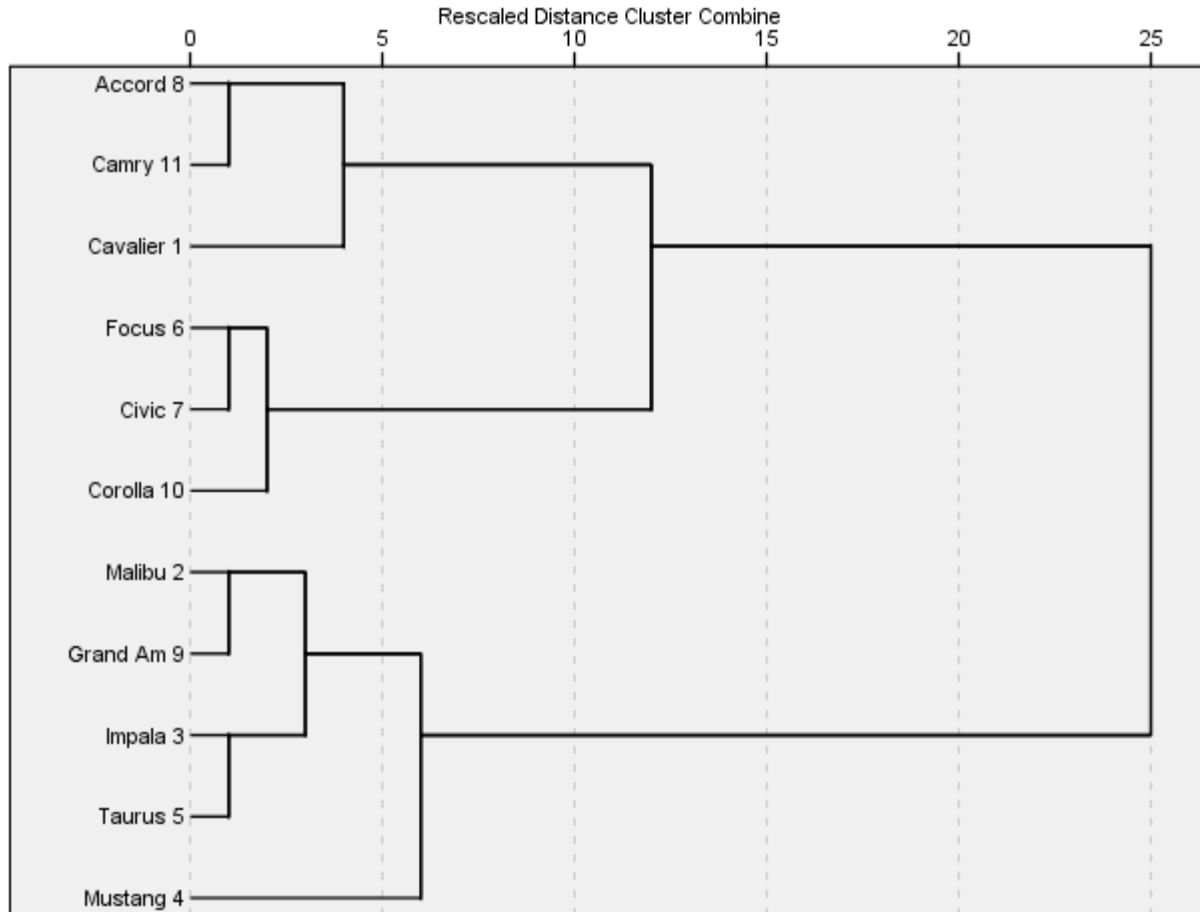 Rescaled Distance Cluster Combine
0 5 10 15 20 25
Accord 8
Camry 11
Cavalier 1
Focus 6
Civic 7
Corolla 10
Malibu 2
Grand Am 9
Impala 3
Taurus 5
Mustang 4